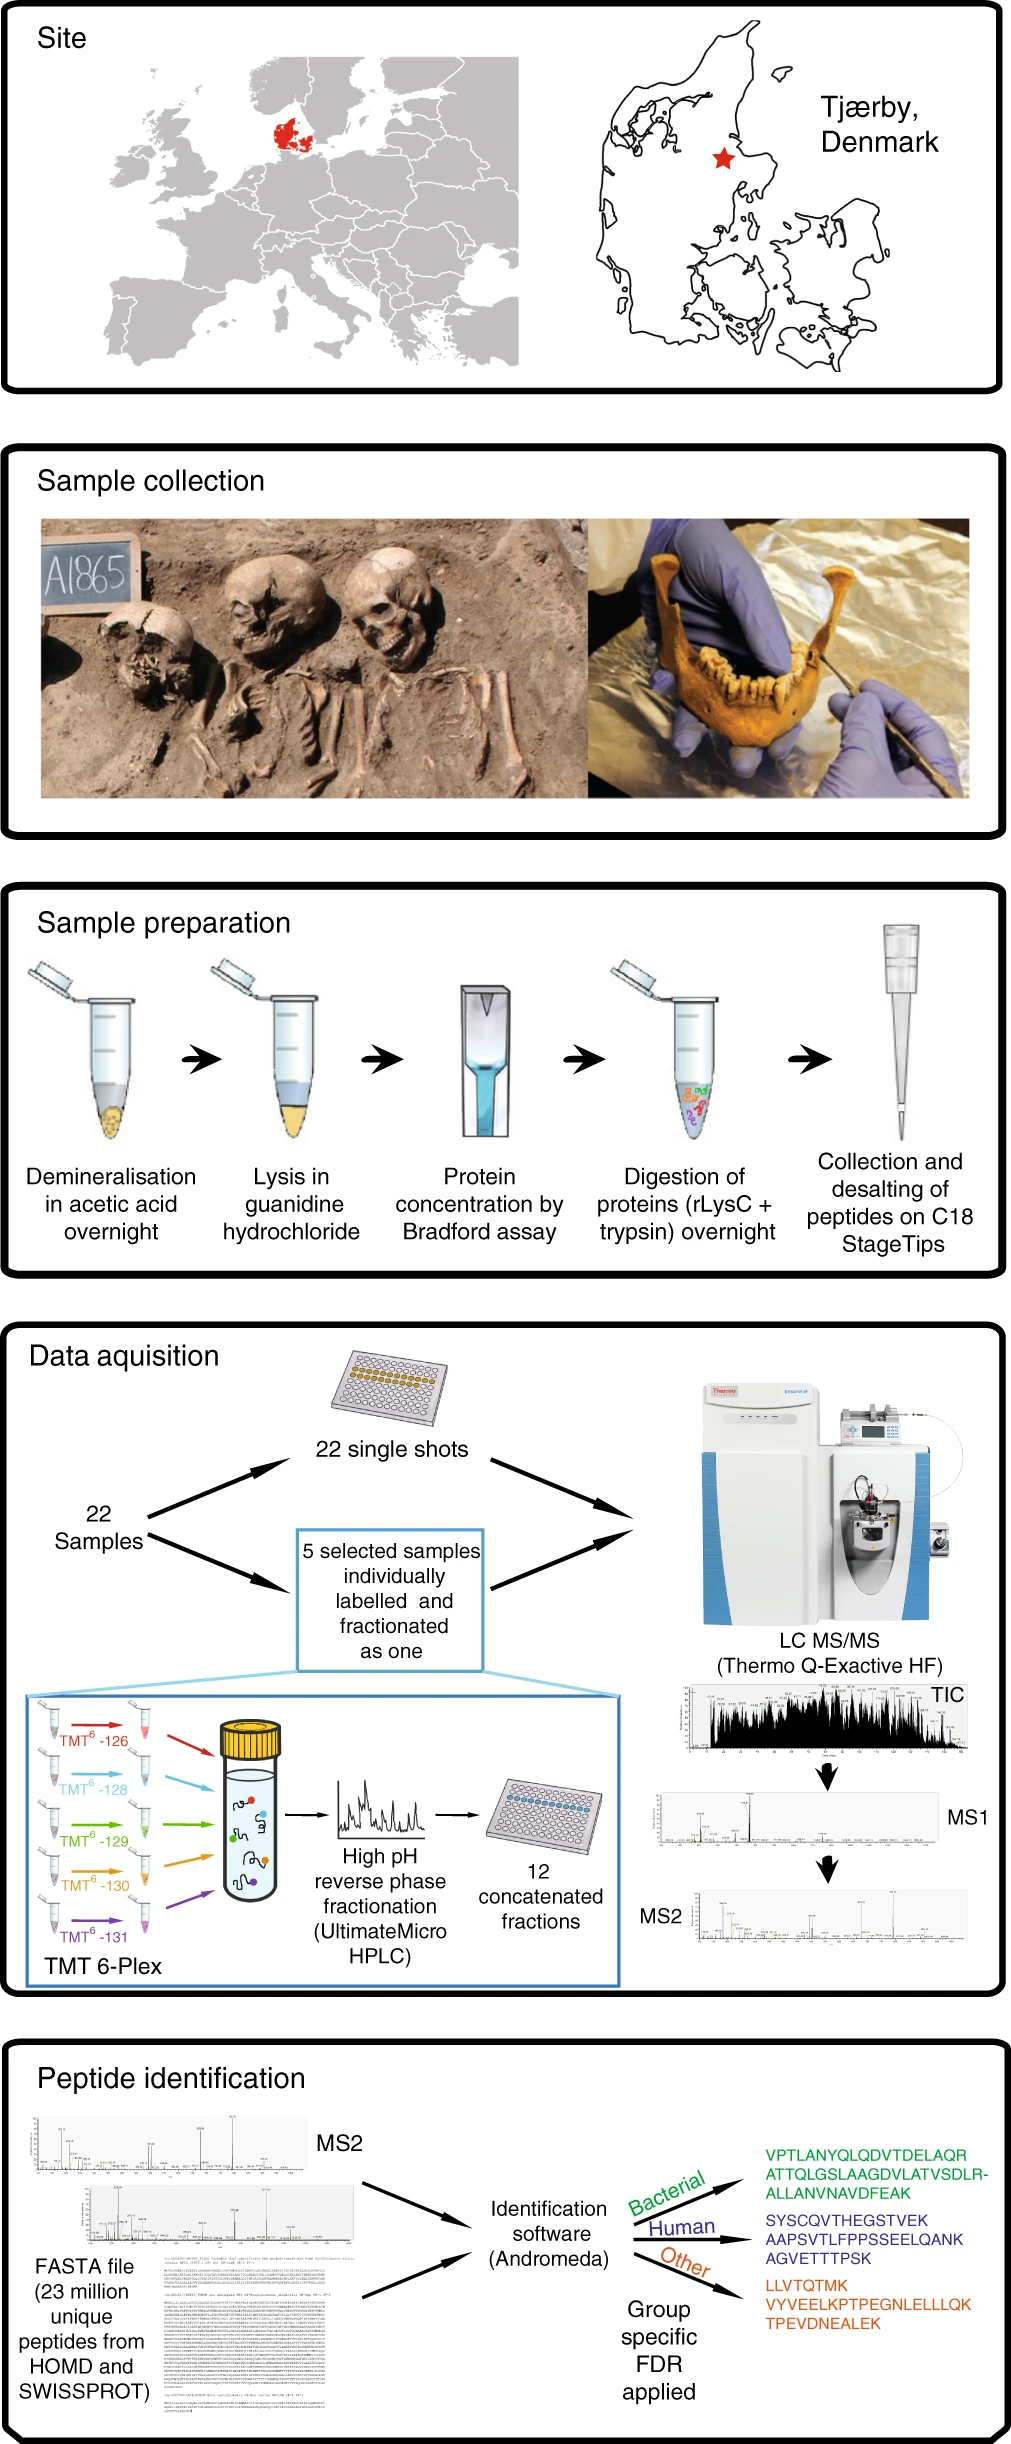 Site
Tjærby,
Denmark
Sample collection
A1865
Sample preparation
Demineralisation
in acetic acid
overnight
Lysis in
guanidine
hydrochloride
Protein
concentration by
Bradford assay
Digestion of
proteins (rLysC +
trypsin) overnight
Collection and
desalting of
peptides on C18
StageTips
Data aquisition
22 single shots
22
Samples
5 selected samples
individually
labelled and
fractionated
as one
Thermo
LC MS/MS
(Thermo Q-Exactive HF)
TIC
MS1
MS2
TMT6 -126
TMT6 -128
TMT6 -129
TMT6 -130
TMT6 -131
TMT 6-Plex
High pH
reverse phase
fractionation
(UltimateMicro
HPLC)
12
concatenated
fractions
Peptide identification
MS2
FASTA file
(23 million
unique
peptides from
HOMD and
SWISSPROT)
Identification
software
(Andromeda)
Bacterial
Human
Other
Group
specific
FDR
applied
VPTLANYQLQDVTDELAQR
ATTQLGSLAAGDVLATVSDLR-
ALLANVNAVDFEAK
SYSCQVTHEGSTVEK
AAPSVTLFPPSSEELQANK
AGVETTTPSK
LLVTQTMK
VYVEELKPTPEGNLELLLQK
TPEVDNEALEK